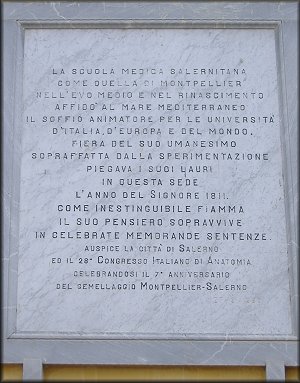 LA SCUOLA MEDICA SALERNITANA
COME QUELLA DI MONTPELLIER
NELL'EVO MEDIO E NEL RINASCIMENTO
AFFIDÒ AL MARE MEDITERRANEO
IL SOFFIO ANIMATORE PER LE UNIVERSITÀ
D'ITALIA, D'EUROPA E DEL MONDO.
FIERA DEL SUO UMANESIMO
SOPRAFFATTA DALLA SPERIMENTAZIONE
PIEGAVA I SUOI LAURI
IN QUESTA SEDE
L'ANNO DEL SIGNORE 1811.
COME INESTINGUIBILE FIAMMA
IL SUO PENSIERO SOPRAVVIVE
IN CELEBRATE MEMORANDE SENTENZE
AUSPICE LA CITTÀ DI SALERNO
ED IL 28° CONGRESSO ITALIANO DI ANATOMIA
CELEBRANDOSI IL 7° ANNIVERSARIO
DEL GEMELLAGGIO MONTPELLIER-SALERNO